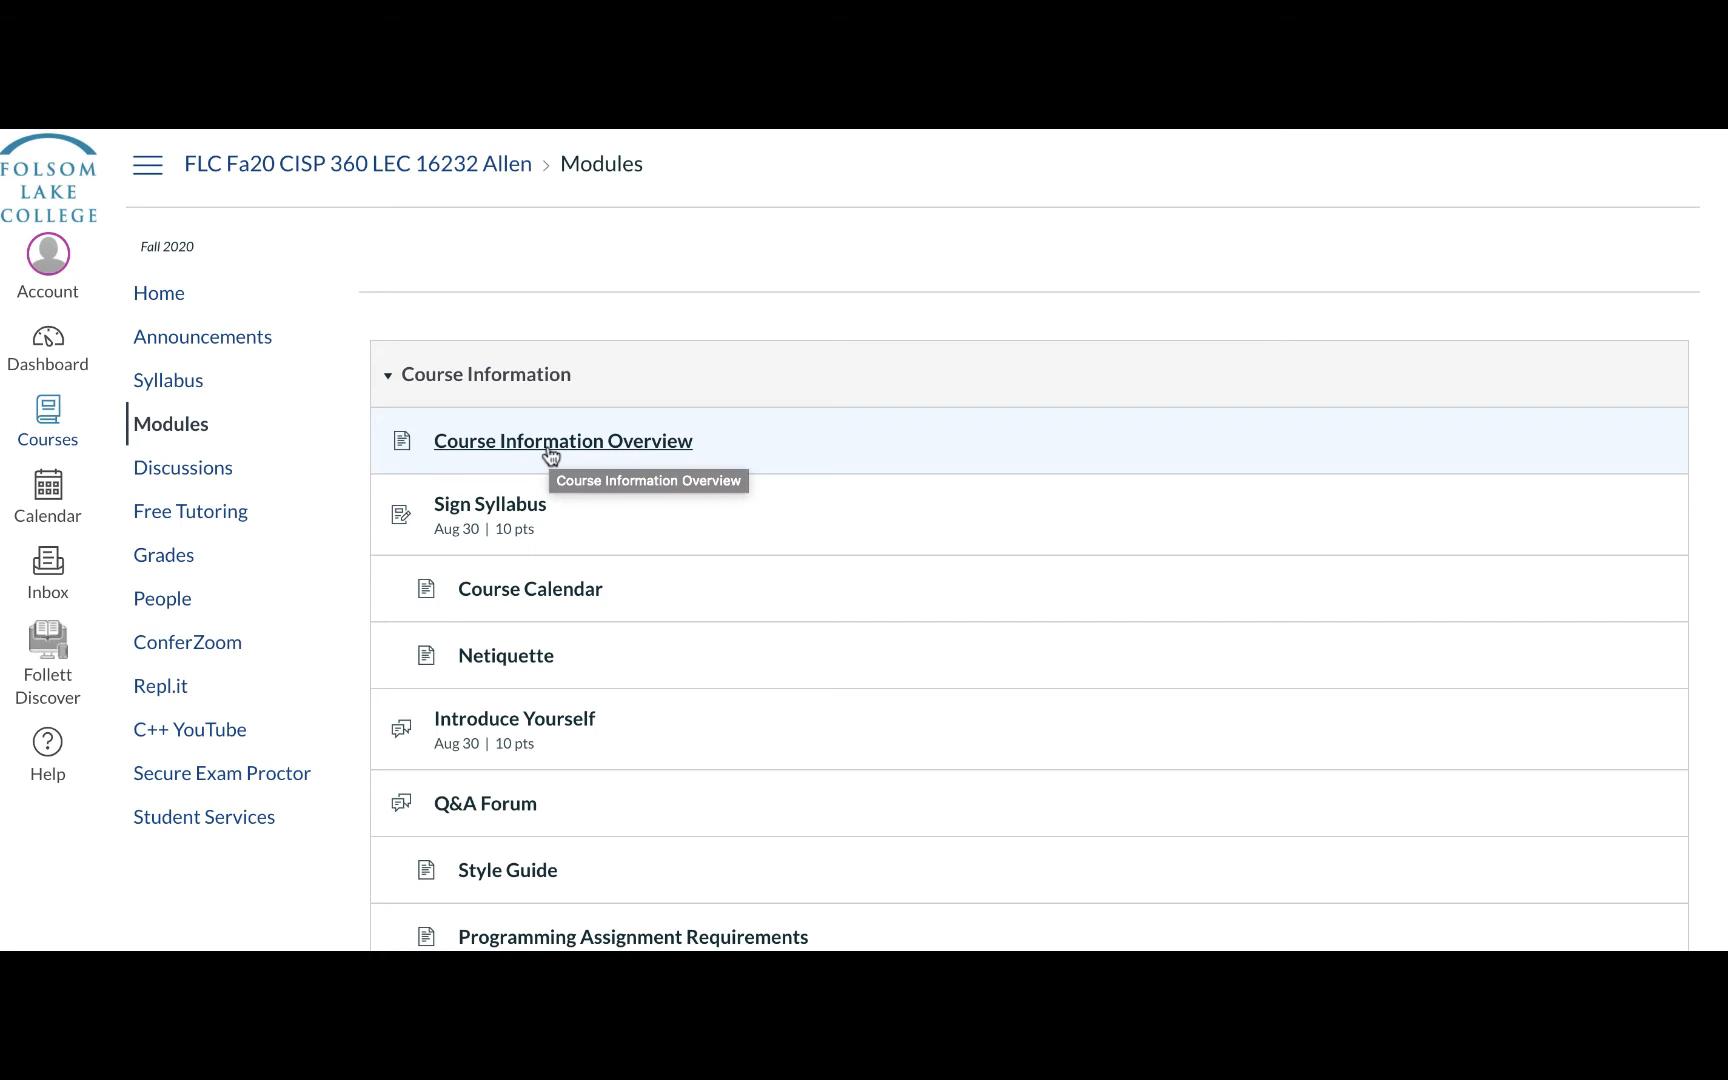 FOLSOM
LAKE
COLLEGE
Account
Dashboard
Courses
Calendar
Inbox
Follett
Discover
Help
FLC Fa20 CISP 360 LEC 16232 Allen › Modules
Fall 2020
Home
Announcements
Syllabus
Modules
Discussions
Free Tutoring
Grades
People
ConferZoom
Repl.it
C++ YouTube
Secure Exam Proctor
Student Services
Course Information
Course Information Overview
Course Information Overview
Sign Syllabus
Aug 30 | 10 pts
Course Calendar
Netiquette
Introduce Yourself
Aug 30 | 10 pts
Q&A Forum
Style Guide
Programming Assignment Requirements